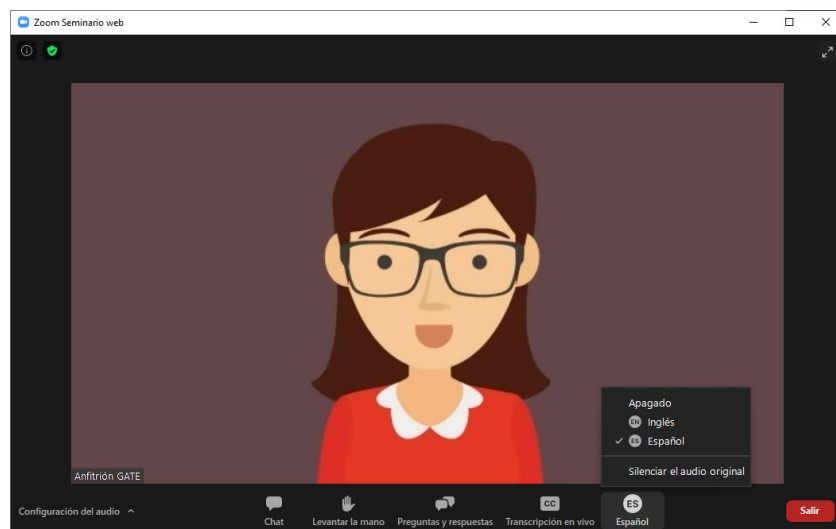 Zoom Seminario web
Anfitrión GATE
Apagado
EN Inglés
ES Español
Silenciar el audio original
Configuración del audio
Chat
Levantar la mano
Preguntas y respuestas
CC
Transcripción en vivo
ES
Español
Salir